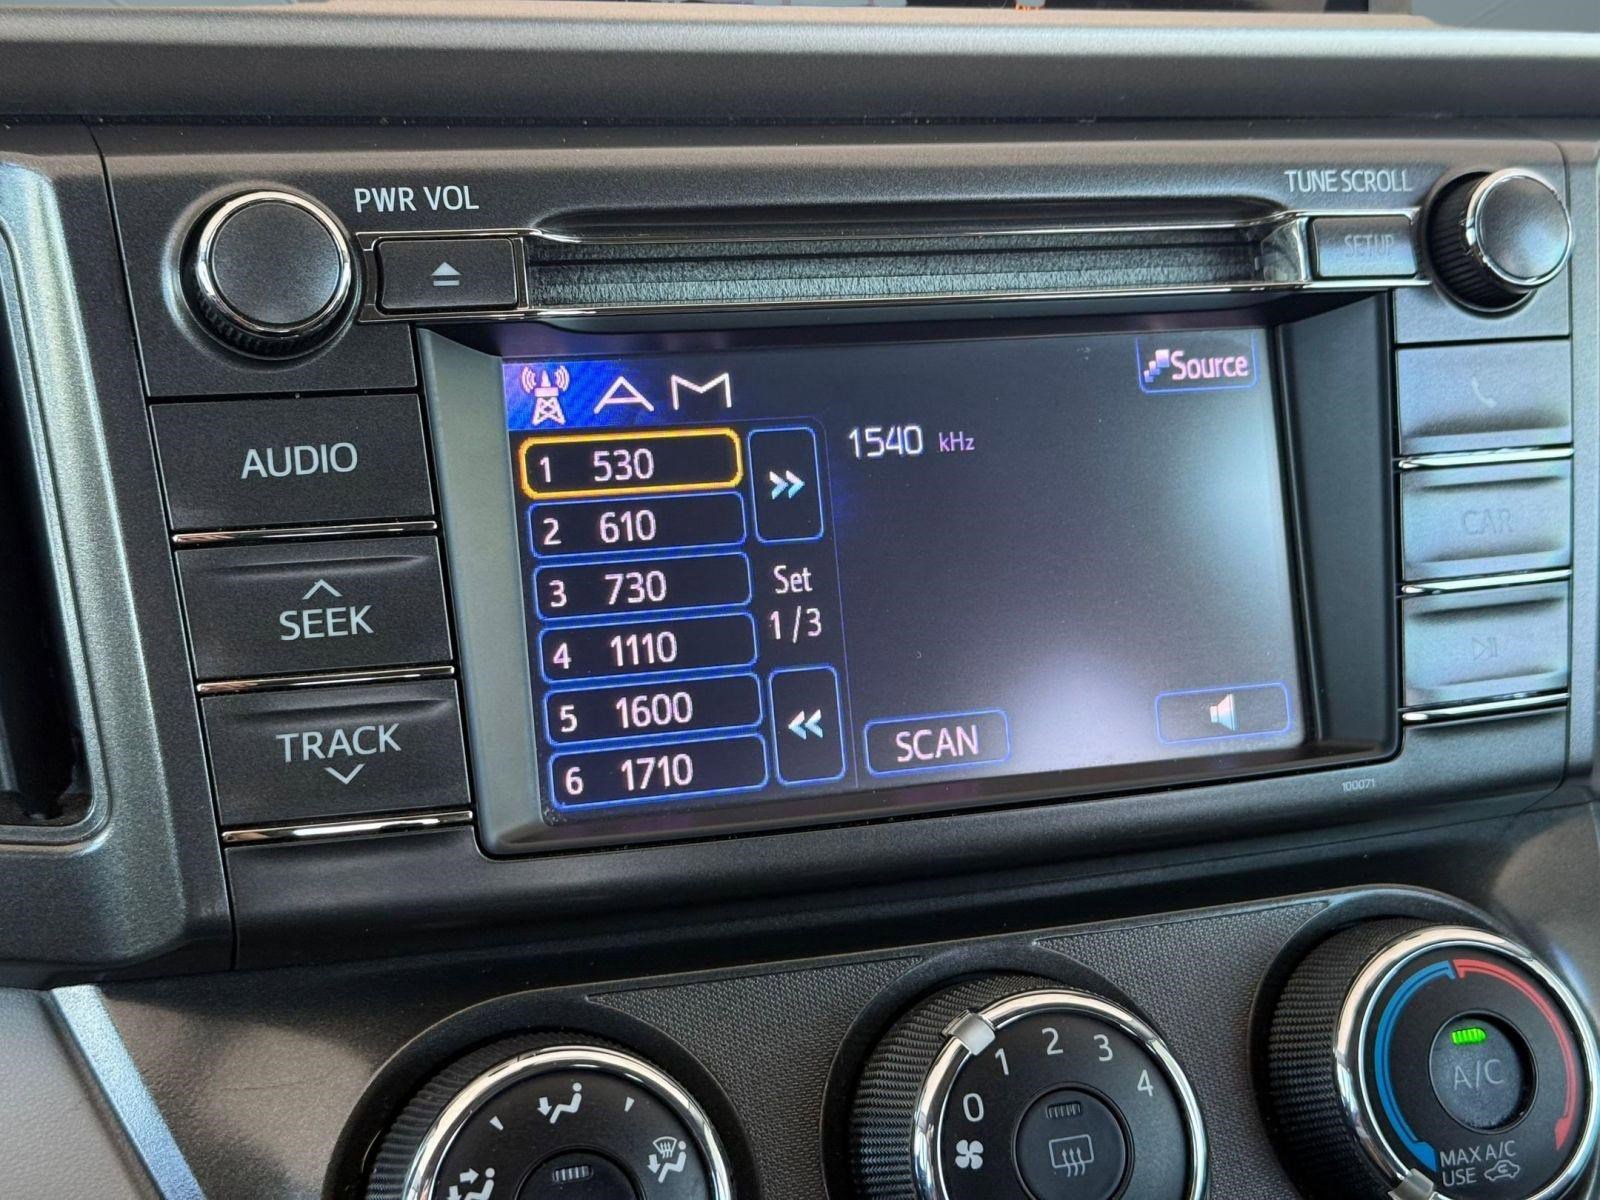 PWR VOL
TUNE SCROLL
SETUP
AM
Source
AUDIO
1 530
1540 kHz
2 610
SEEK
3 730
Set
1/3
CAR
4 1110
5 1600
TRACK
SCAN
6 1710
100071
0 1 2 3 4
A/C
MAX A/C
USE